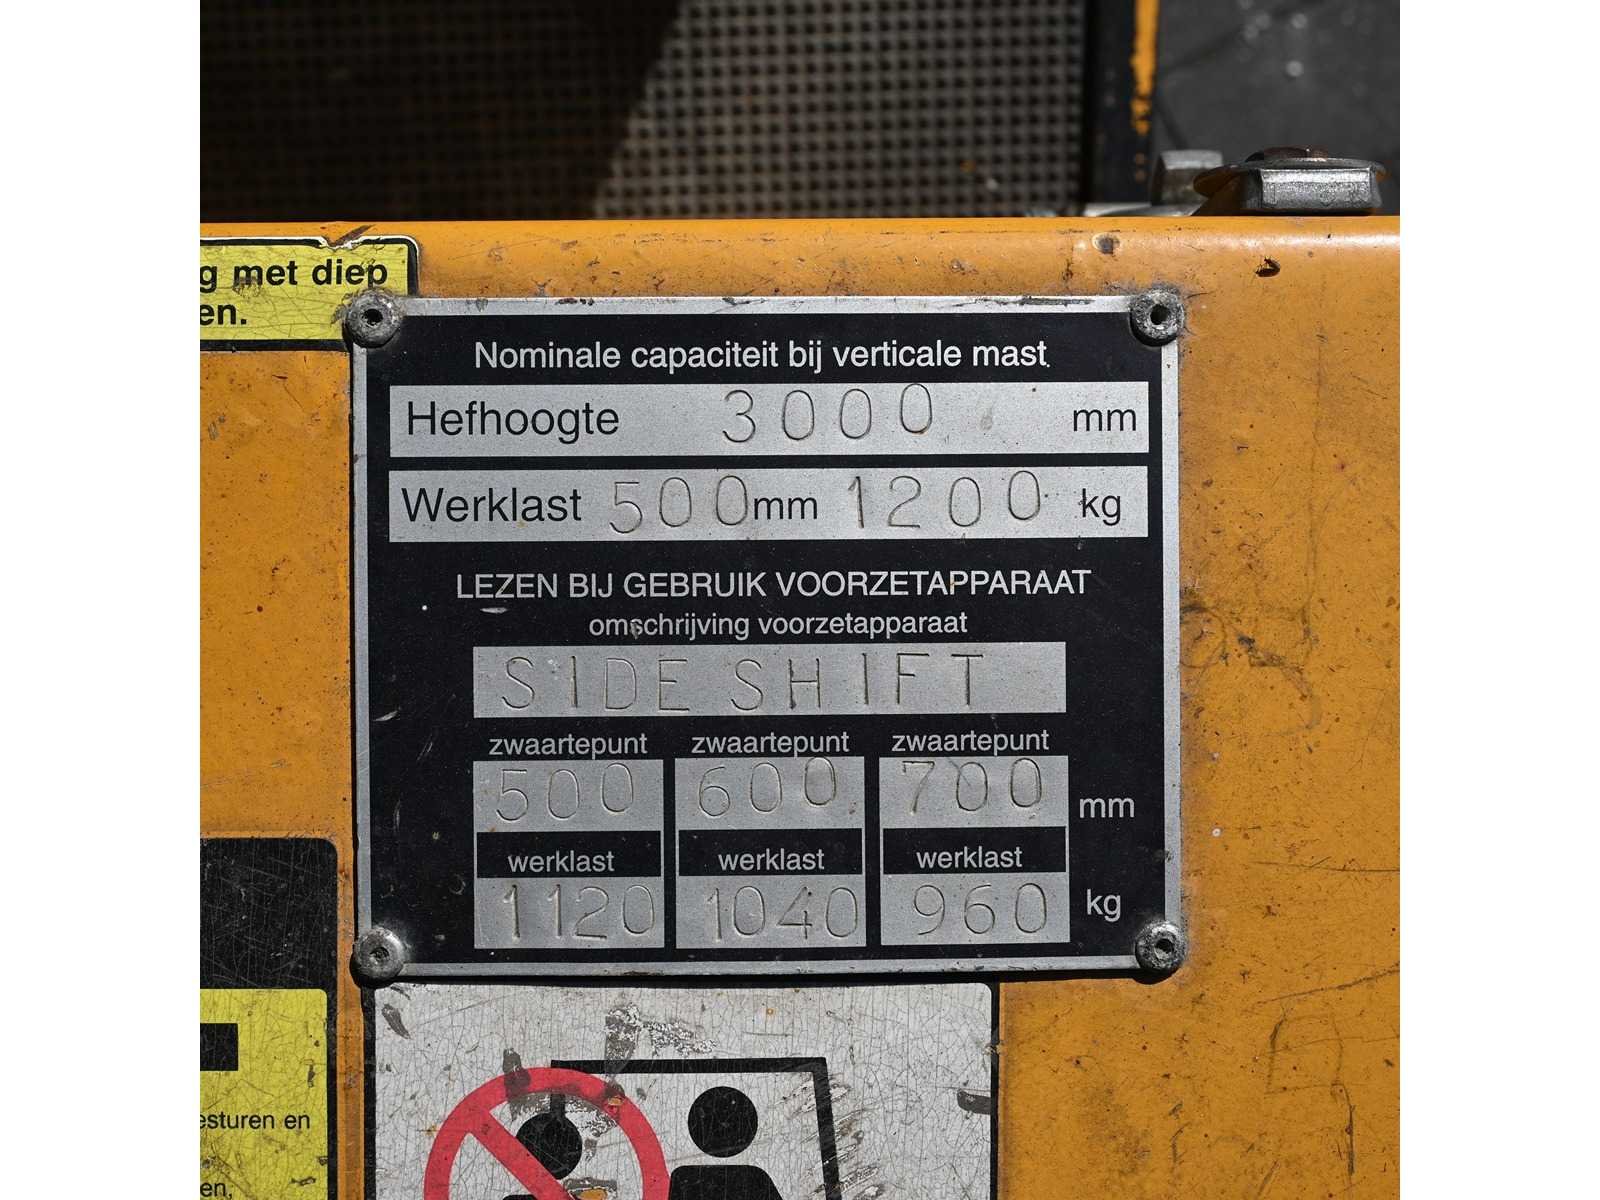 g met diep
en.
Nominale capaciteit bij verticale mast.
Hefhoogte 3000 mm
Werklast 500 mm 1200 kg
LEZEN BIJ GEBRUIK VOORZETAPPARAAT
omschrijving voorzetapparaat
SIDE SHIFT
zwaartepunt zwaartepunt zwaartepunt
500 600 700 mm
werklast werklast werklast
1120 1040 960 kg
esturen en
en,